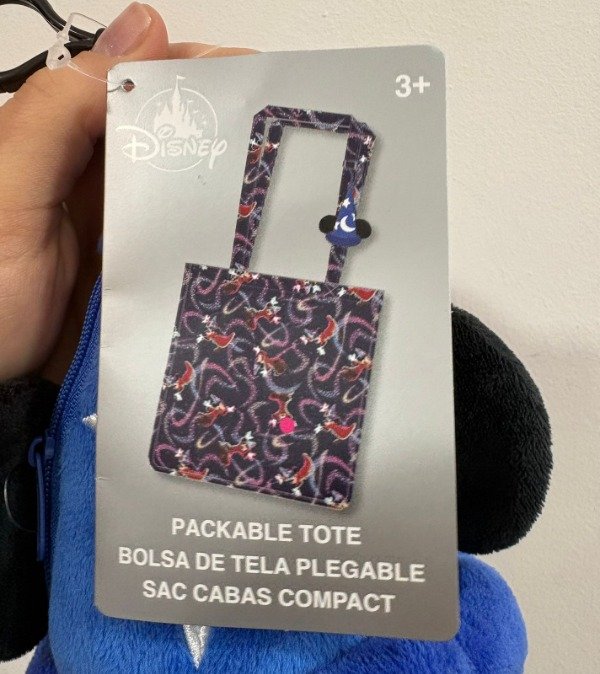 3+
Disney
PACKABLE TOTE
BOLSA DE TELA PLEGABLE
SAC CABAS COMPACT